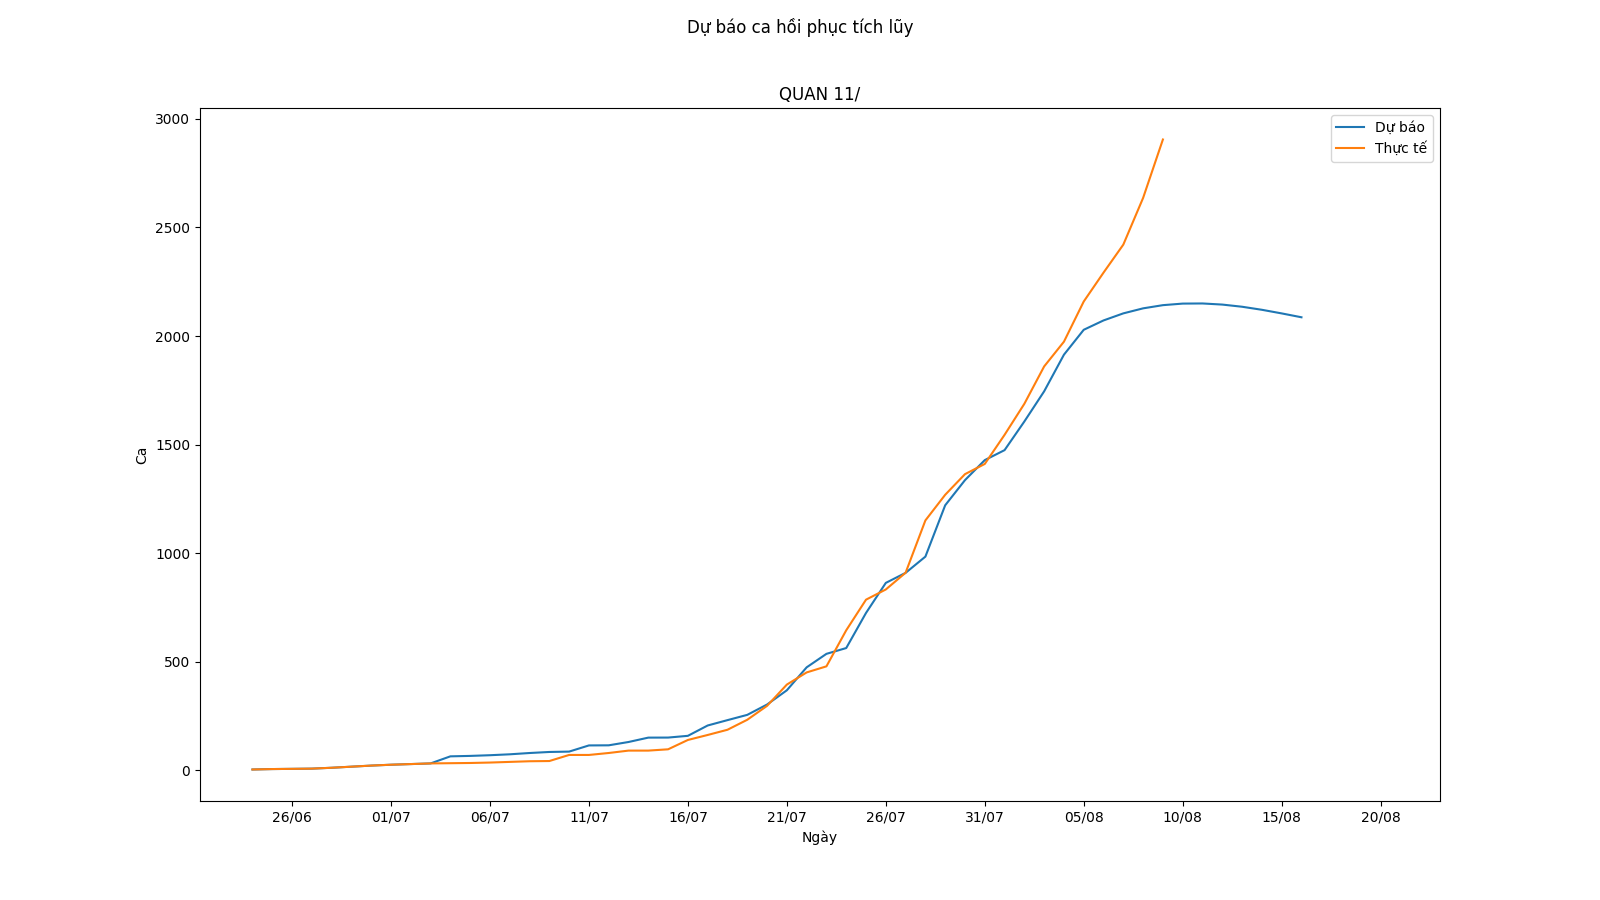 Dự báo ca hồi phục tích lũy
QUAN 11/
Dự báo
Thực tế
3000
2500
2000
1500
1000
500
0
Ca
26/06 01/07 06/07 11/07 16/07 21/07 26/07 31/07 05/08 10/08 15/08 20/08
Ngày